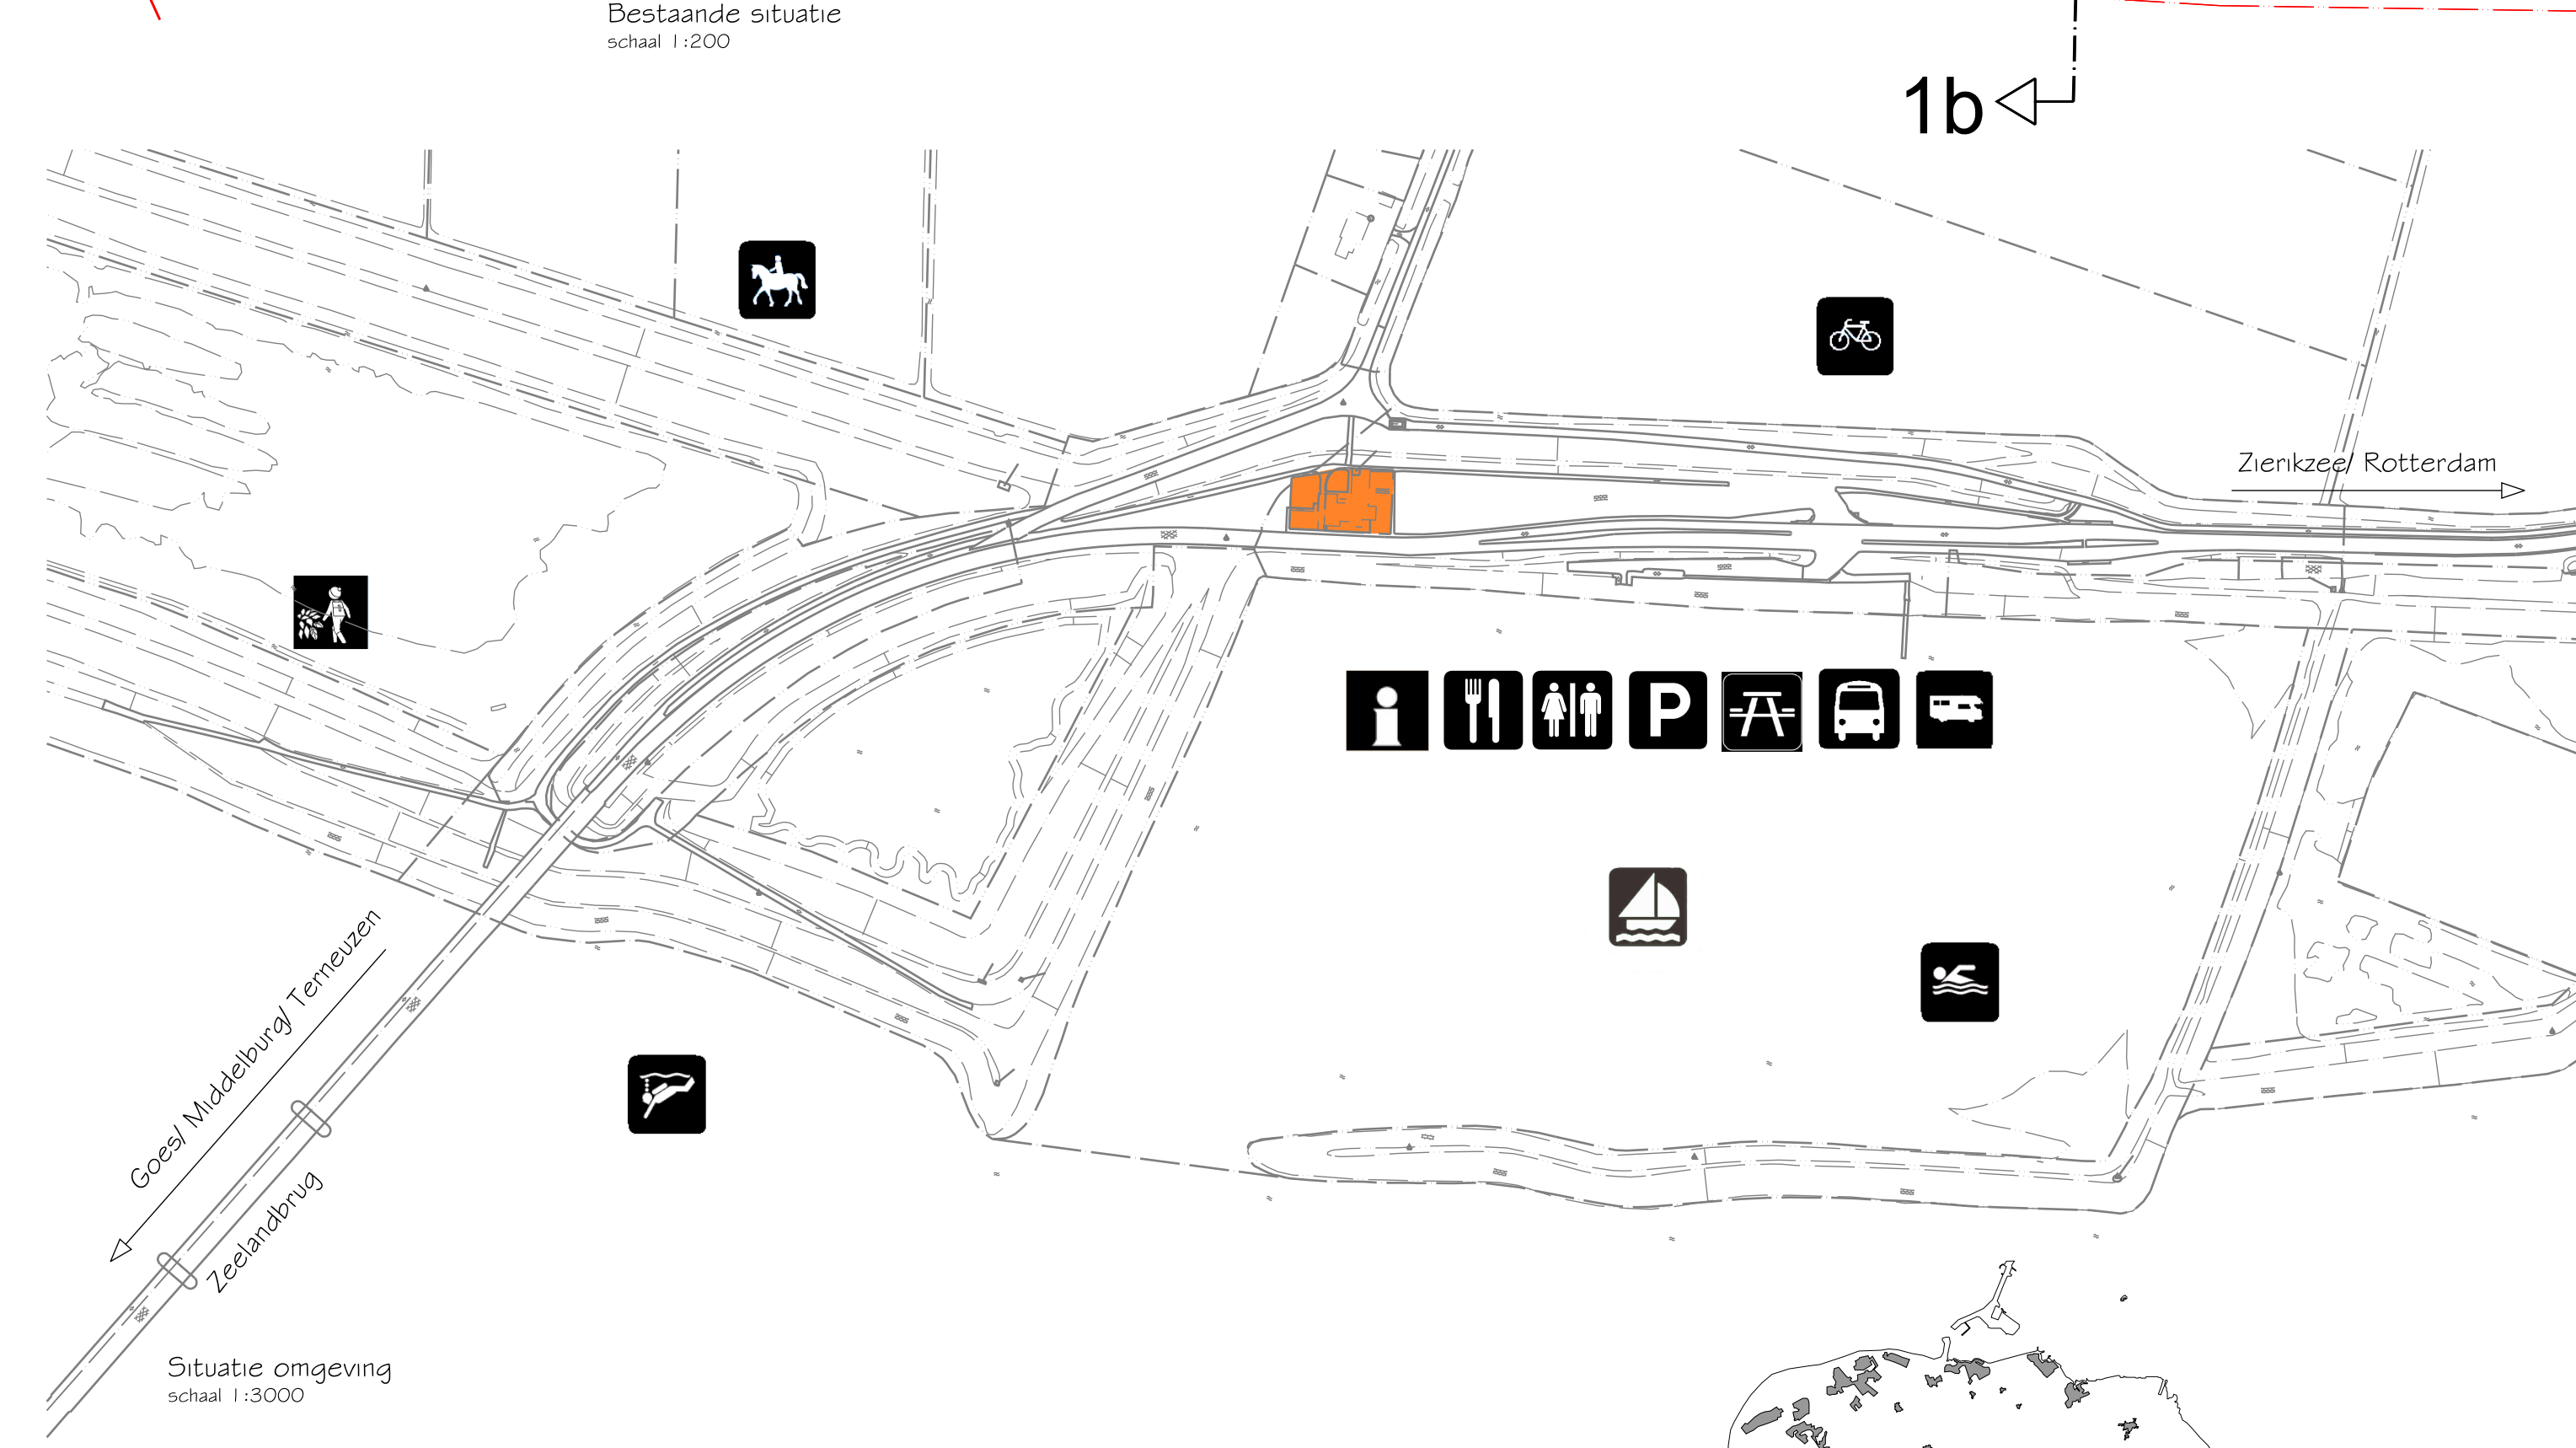 Bestaande situatie
schaal 1:200
1b
Zierikzee/ Rotterdam
P
Goes/ Middelburg/ Terneuzen
Zeelandbrug
Situatie omgeving
schaal 1:3000